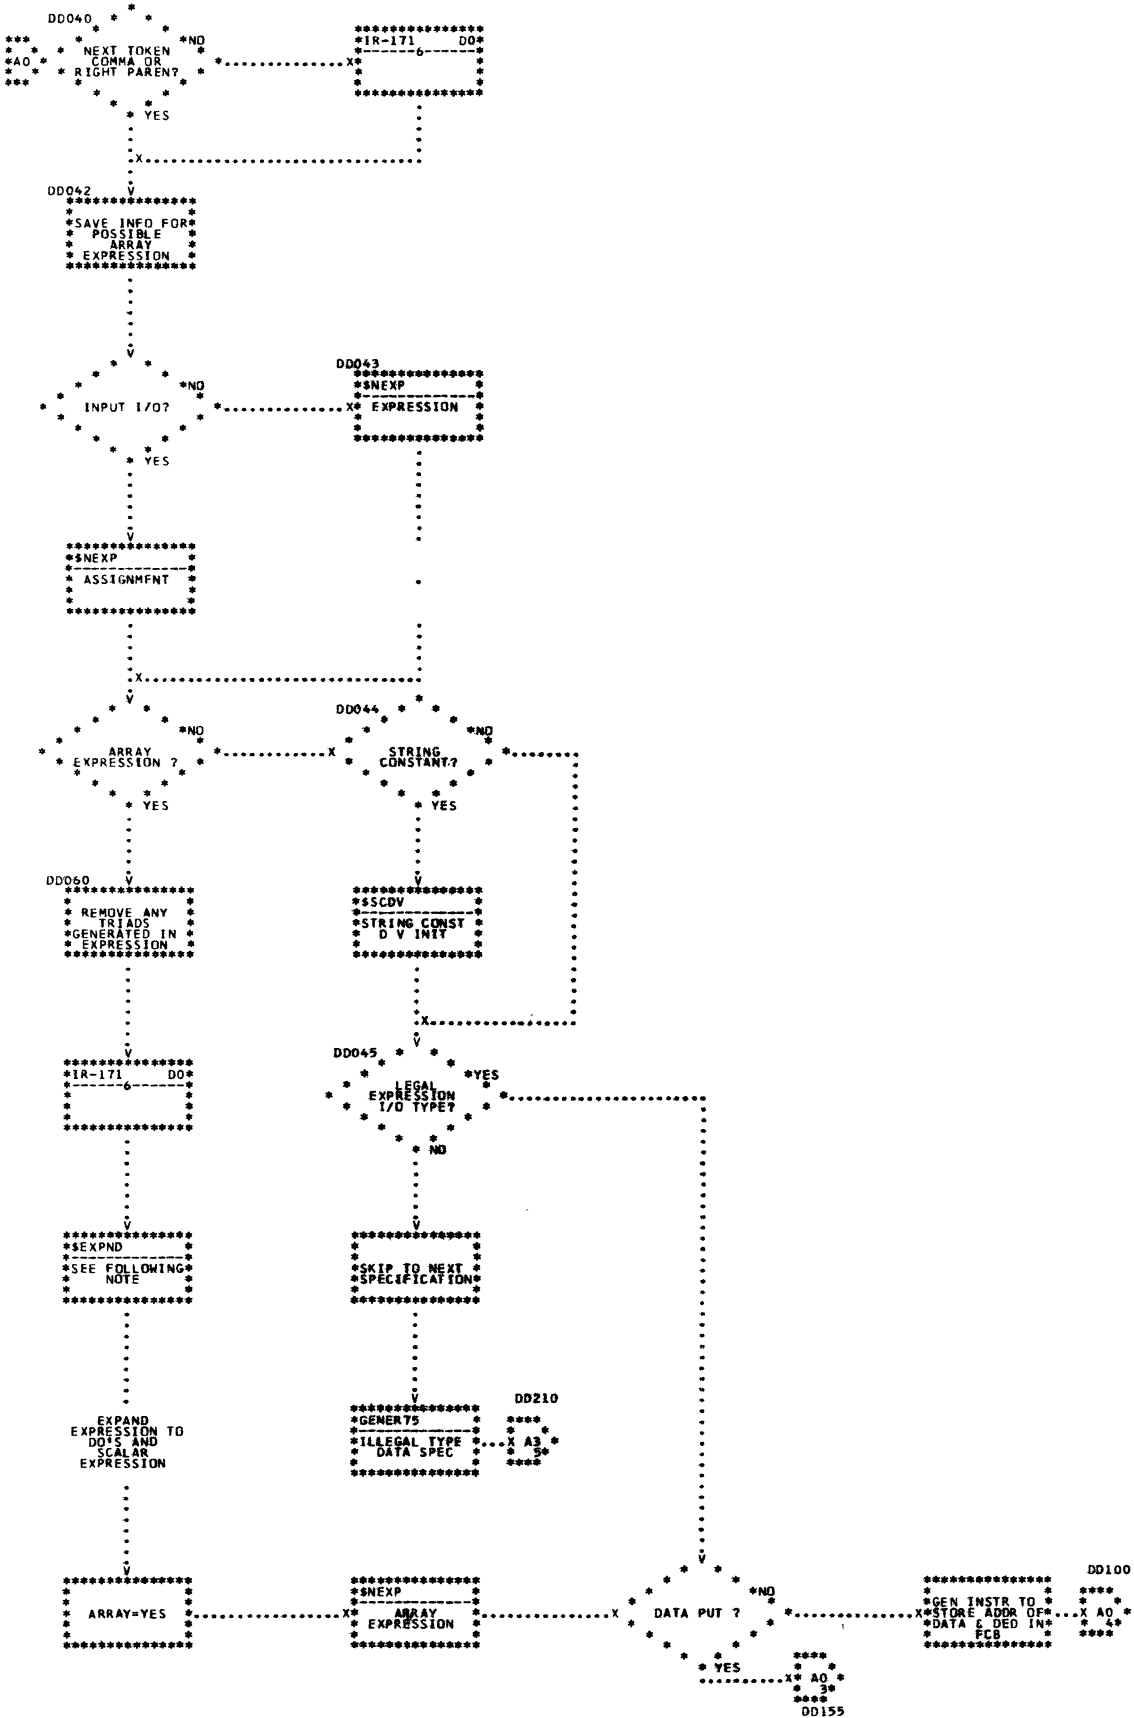 DD040
A0
NEXT TOKEN
COMMA OR
RIGHT PAREN?
NO
YES
IR-171 DO
6
DD042
SAVE INFO FOR
POSSIBLE
ARRAY
EXPRESSION
INPUT I/O?
NO
YES
DD043
$NEXP
EXPRESSION
$NEXP
ASSIGNMENT
ARRAY
EXPRESSION ?
NO
YES
DD044
STRING
CONSTANT?
NO
YES
DD060
REMOVE ANY
TRIADS
GENERATED IN
EXPRESSION
$SCDV
STRING CONST
D V INIT
IR-171 DO
6
DD045
LEGAL
EXPRESSION
I/O TYPE?
YES
NO
$EXPND
SEE FOLLOWING
NOTE
SKIP TO NEXT
SPECIFICATION
EXPAND
EXPRESSION TO
DO'S AND
SCALAR
EXPRESSION
GENER75
ILLEGAL TYPE
DATA SPEC
DD210
A3
5
ARRAY=YES
$NEXP
ARRAY
EXPRESSION
DATA PUT ?
NO
YES
GEN INSTR TO
STORE ADDR OF
DATA & DED IN
FCB
DD100
A0
4
A0
3
DD155